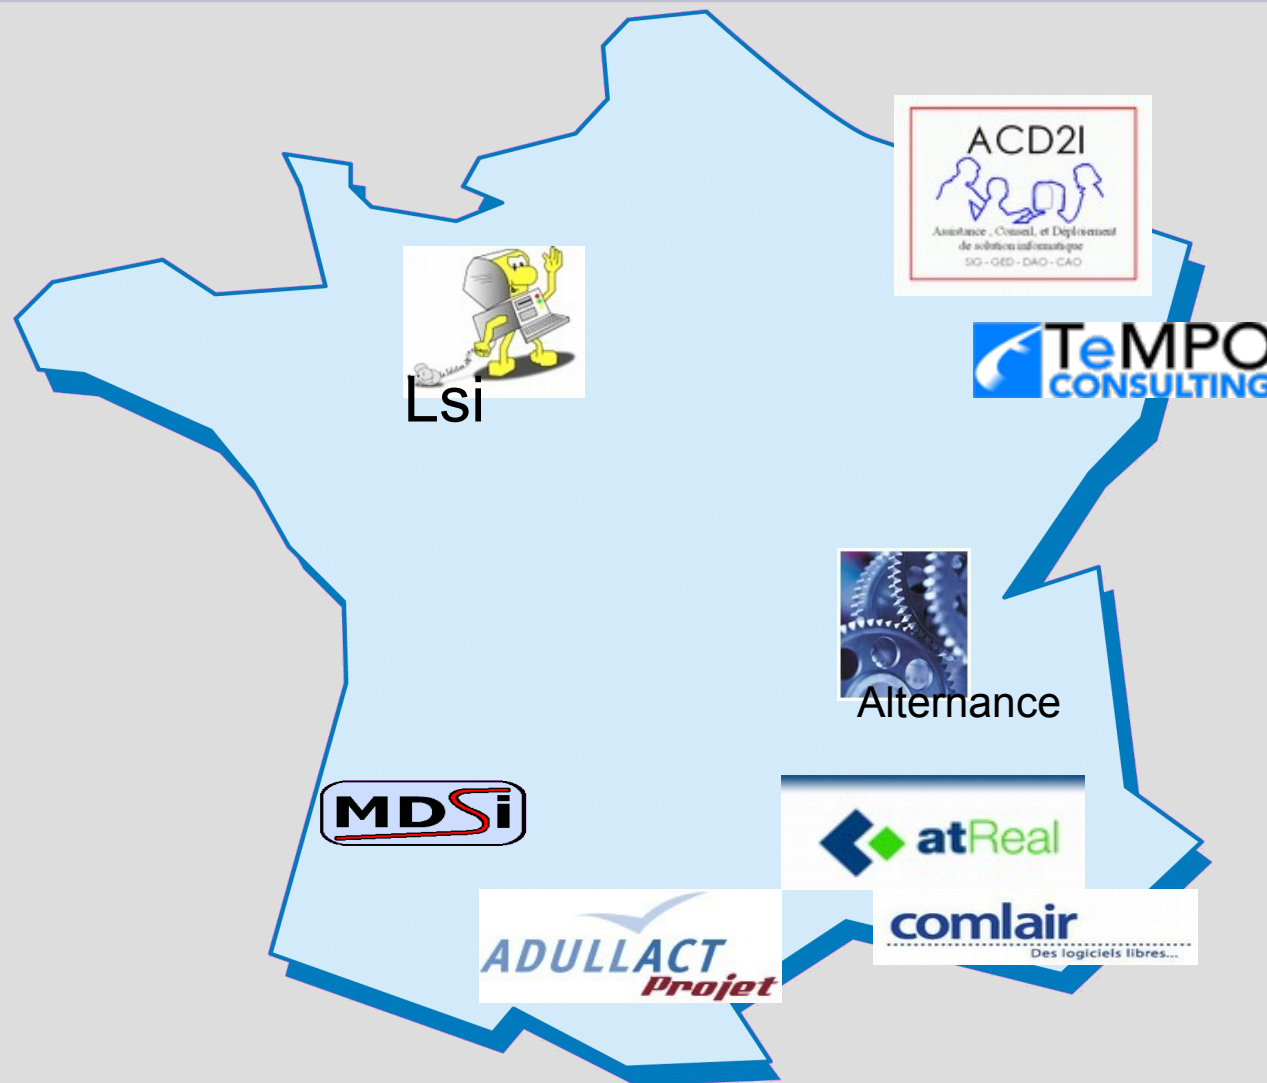 ACD2I
Assistance , Conseil, et Déploiement
de solution informatique
SIG - GED - DAO - CAO
TeMPO
CONSULTING
Lsi
Alternance
MDSi
atReal
comlair
Des logiciels libres...
ADULLACT
Projet